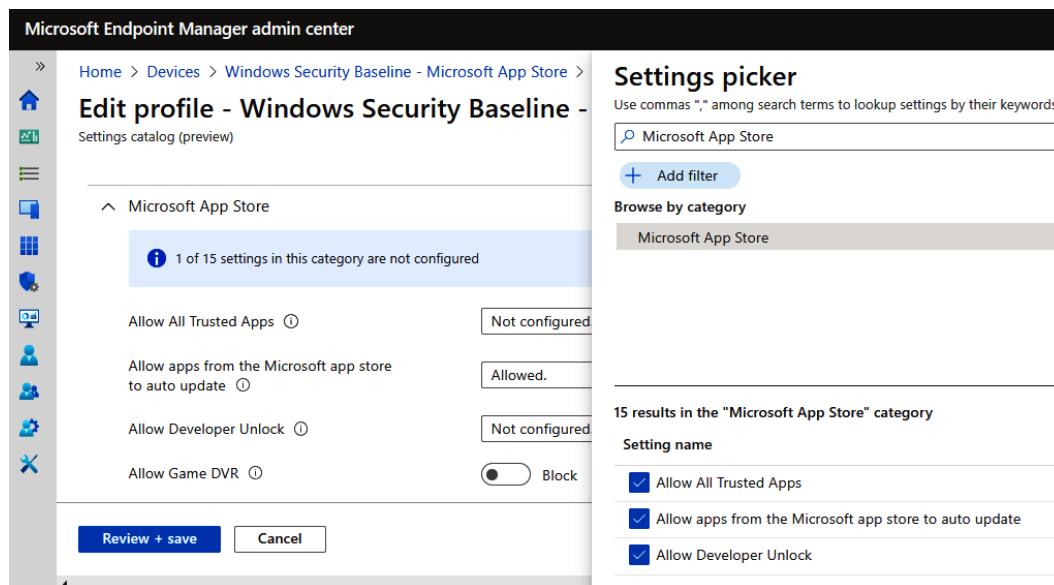 Microsoft Endpoint Manager admin center
Home > Devices > Windows Security Baseline - Microsoft App Store >
Edit profile - Windows Security Baseline -
Settings catalog (preview)
Microsoft App Store
1 of 15 settings in this category are not configured
Allow All Trusted Apps
Not configured.
Allow apps from the Microsoft app store
to auto update
Allowed.
Allow Developer Unlock
Not configured.
Allow Game DVR
Block
Review + save
Cancel
Settings picker
Use commas "," among search terms to lookup settings by their keywords
Microsoft App Store
+ Add filter
Browse by category
Microsoft App Store
15 results in the "Microsoft App Store" category
Setting name
Allow All Trusted Apps
Allow apps from the Microsoft app store to auto update
Allow Developer Unlock